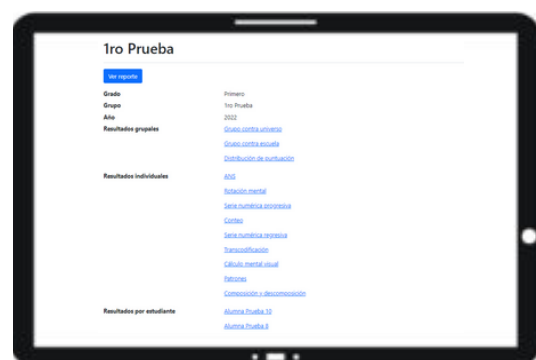 1ro Prueba
Ver reporte
Grado Primero
Grupo 1ro Prueba
Año 2022
Resultados grupales Grupo contra universo
Grupo contra escuela
Distribución de puntuación
Resultados individuales ANS
Rotación mental
Serie numérica progresiva
Conteo
Serie numérica regresiva
Transcodificación
Cálculo mental visual
Patrones
Composición y descomposición
Resultados por estudiante Alumna Prueba 10
Alumna Prueba 8